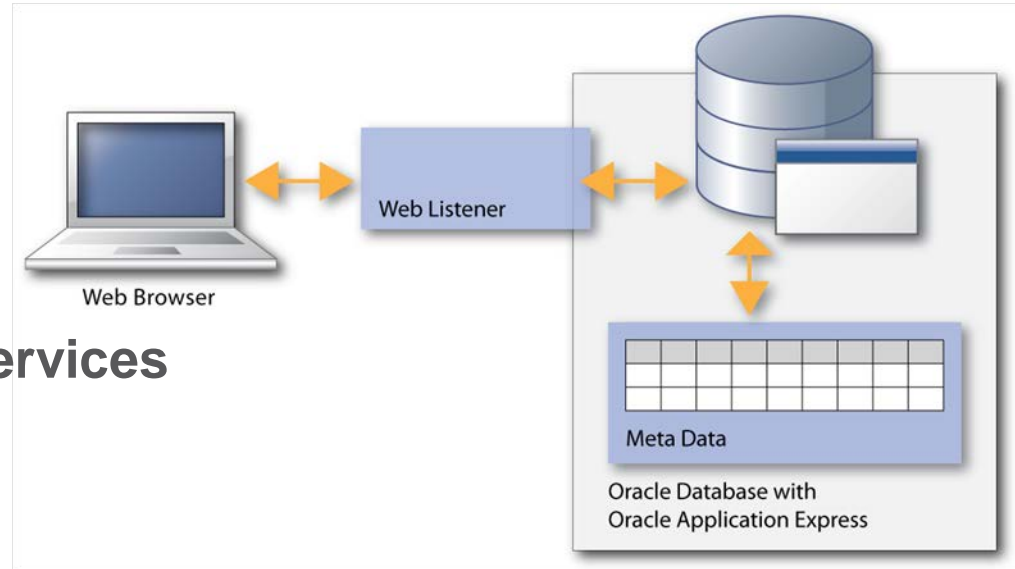 Web Listener
Web Browser
ervices
Meta Data
Oracle Database with
Oracle Application Express